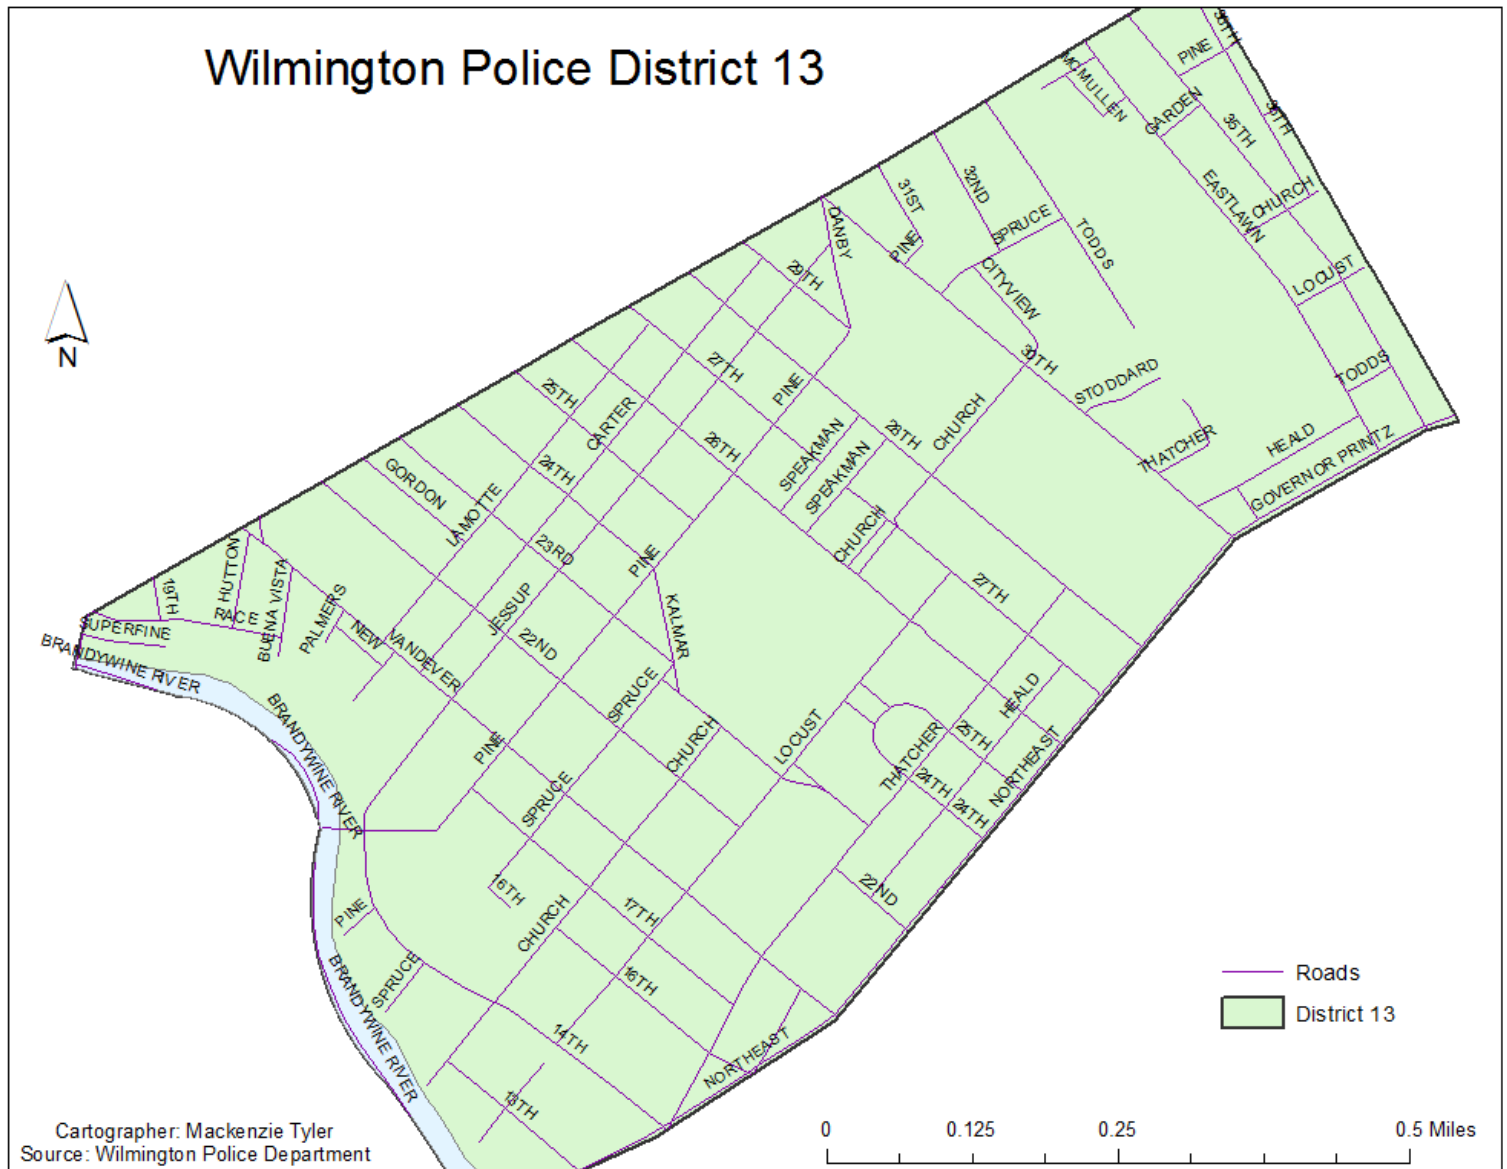 Wilmington Police District 13
N
36TH
PINE
MCMULLEN
GARDEN
35TH
36TH
EASTLAWN
CHURCH
LOCUST
TODDS
HEALD
GOVERNOR PRINTZ
31ST
32ND
PINE
SPRUCE
TODDS
CITYVIEW
DANBY
30TH
STODDARD
THATCHER
29TH
27TH
PINE
25TH
CARTER
26TH
SPEAKMAN
SPEAKMAN
28TH
CHURCH
CHURCH
24TH
GORDON
LAMOTTE
23RD
PINE
KALMAR
27TH
JESSUP
22ND
19TH
HUTTON
RACE
BUENA VISTA
SUPERFINE
PALMERS
NEW
VANDEVER
BRANDYWINE RIVER
BRANDYWINE RIVER
SPRUCE
CHURCH
LOCUST
HEALD
THATCHER
25TH
24TH
24TH
NORTHEAST
PINE
SPRUCE
16TH
CHURCH
17TH
22ND
PINE
SPRUCE
BRANDYWINE RIVER
16TH
14TH
NORTHEAST
13TH
Roads
District 13
Cartographer: Mackenzie Tyler
Source: Wilmington Police Department
0 0.125 0.25 0.5 Miles